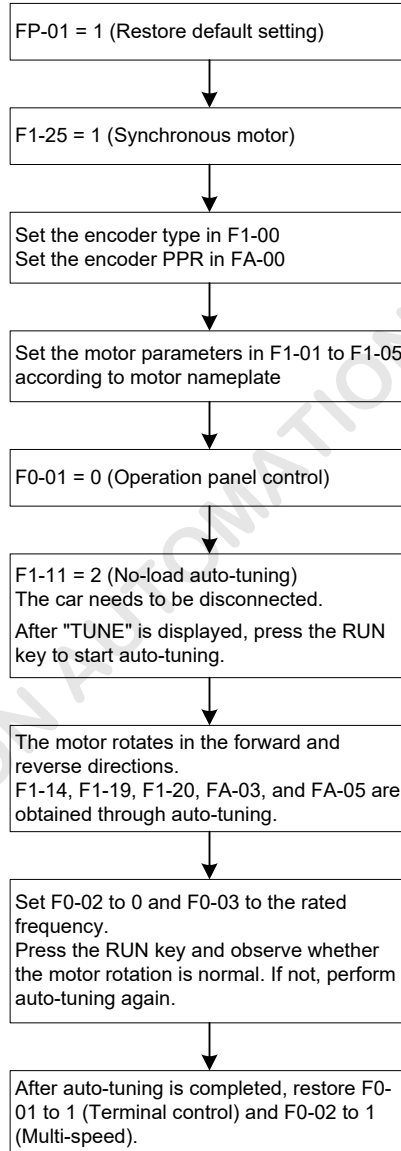 FP-01 = 1 (Restore default setting)
F1-25 = 1 (Synchronous motor)
Set the encoder type in F1-00
Set the encoder PPR in FA-00
Set the motor parameters in F1-01 to F1-05
according to motor nameplate
F0-01 = 0 (Operation panel control)
F1-11 = 2 (No-load auto-tuning)
The car needs to be disconnected.
After "TUNE" is displayed, press the RUN
key to start auto-tuning.
The motor rotates in the forward and
reverse directions.
F1-14, F1-19, F1-20, FA-03, and FA-05 are
obtained through auto-tuning.
Set F0-02 to 0 and F0-03 to the rated
frequency.
Press the RUN key and observe whether
the motor rotation is normal. If not, perform
auto-tuning again.
After auto-tuning is completed, restore F0-
01 to 1 (Terminal control) and F0-02 to 1
(Multi-speed).
ON AUTOMATION